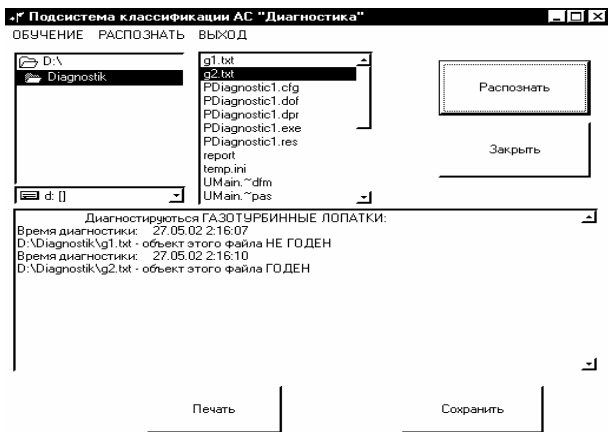 Подсистема классификации АС "Диагностика"
ОБУЧЕНИЕ РАСПОЗНАТЬ ВЫХОД
D:\
Diagnostik
d: []
g1.txt
g2.txt
PDiagnostic1.cfg
PDiagnostic1.dof
PDiagnostic1.dpr
PDiagnostic1.exe
PDiagnostic1.res
report
temp.ini
UMain.~dfm
UMain.~pas
Распознать
Закрыть
Диагностируються ГАЗОТУРБИННЫЕ ЛОПАТКИ:
Время диагностики: 27.05.02 2:16:07
D:\Diagnostik\g1.txt - объект этого файла НЕ ГОДЕН
Время диагностики: 27.05.02 2:16:10
D:\Diagnostik\g2.txt - объект этого файла ГОДЕН
Печать
Сохранить